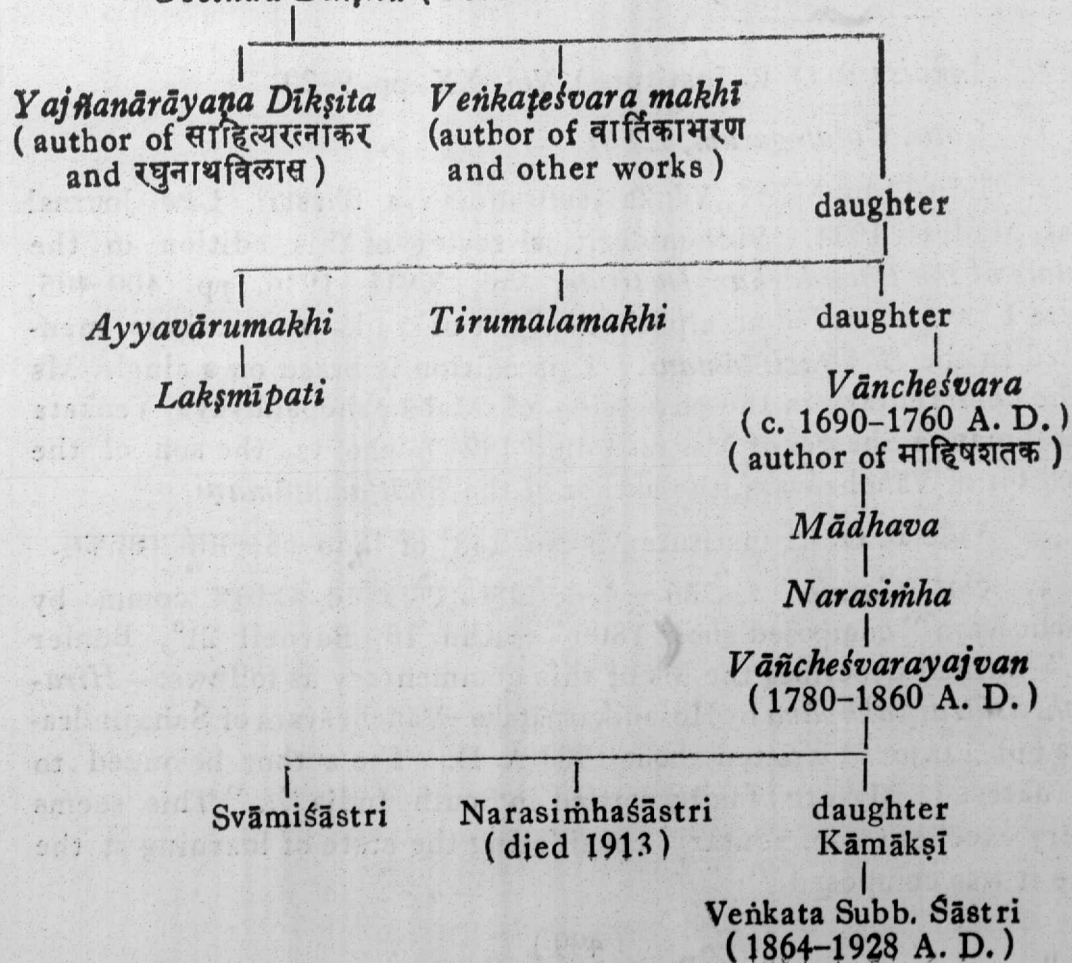 Yajñanārāyaṇa Dīkṣita Veṅkaṭeśvara makhī
( author of साहित्यरत्नाकर (author of वार्तिकाभरण
and रघुनाथविलास ) and other works )
daughter
Ayyavārumakhi Tirumalamakhi daughter
Lakṣmīpati Vāncheśvara
( c. 1690–1760 A. D. )
( author of माहिषशतक )
Mādhava
Narasiṁha
Vāñcheśvarayajvan
(1780–1860 A. D. )
Svāmiśāstri Narasiṁhaśāstri daughter
( died 1913 ) Kāmākṣī
Veṅkata Subb. Śāstri
( 1864–1928 A. D. )